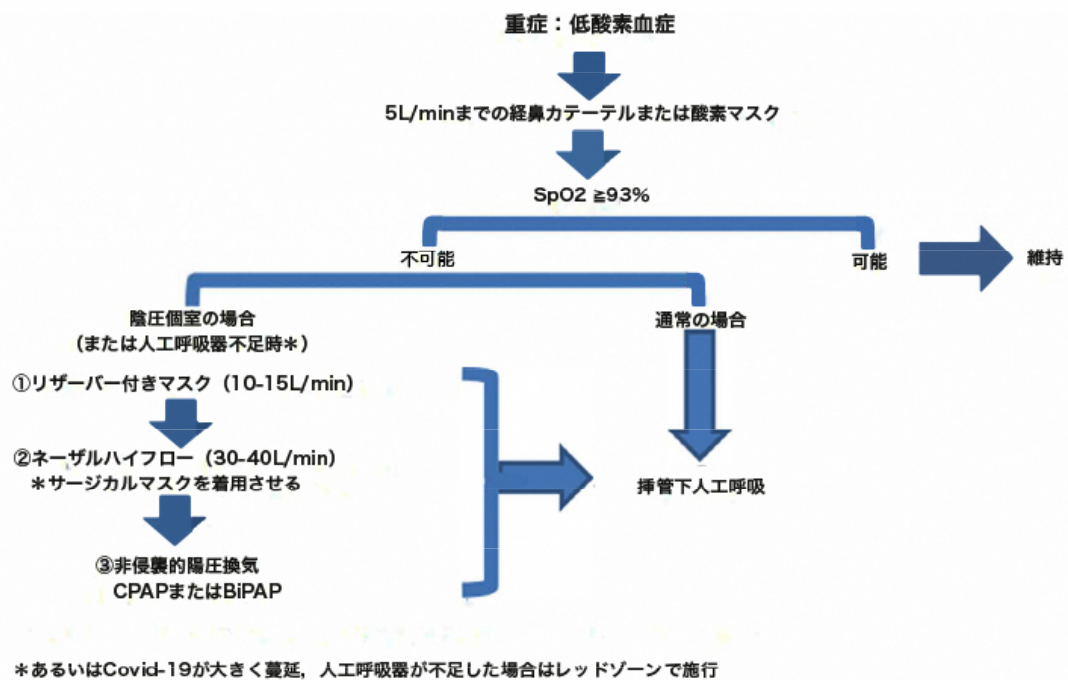 重症：低酸素血症
5L/minまでの経鼻カテーテルまたは酸素マスク
SpO2 ≧93%
不可能
可能
維持
陰圧個室の場合
（または人工呼吸器不足時＊）
通常の場合
①リザーバー付きマスク（10-15L/min）
②ネーザルハイフロー（30-40L/min）
＊サージカルマスクを着用させる
挿管下人工呼吸
③非侵襲的陽圧換気
CPAPまたはBiPAP
＊あるいはCovid-19が大きく蔓延，人工呼吸器が不足した場合はレッドゾーンで施行